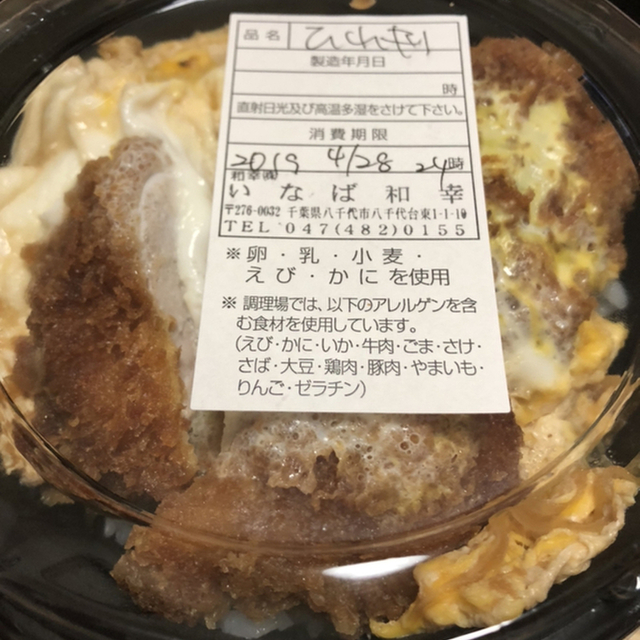 品名 ひれ重
製造年月日
時
直射日光及び高温多湿をさけて下さい。
消費期限
2019 4/28 24時
和幸㈱
いなば和幸
〒276-0032 千葉県八千代市八千代台東1-1-10
TEL 047(482)0155
※ 卵・乳・小麦・
えび・かにを使用
※ 調理場では、以下のアレルゲンを含
む食材を使用しています。
(えび・かに・いか・牛肉・ごま・さけ・
さば・大豆・鶏肉・豚肉・やまいも・
りんご・ゼラチン)